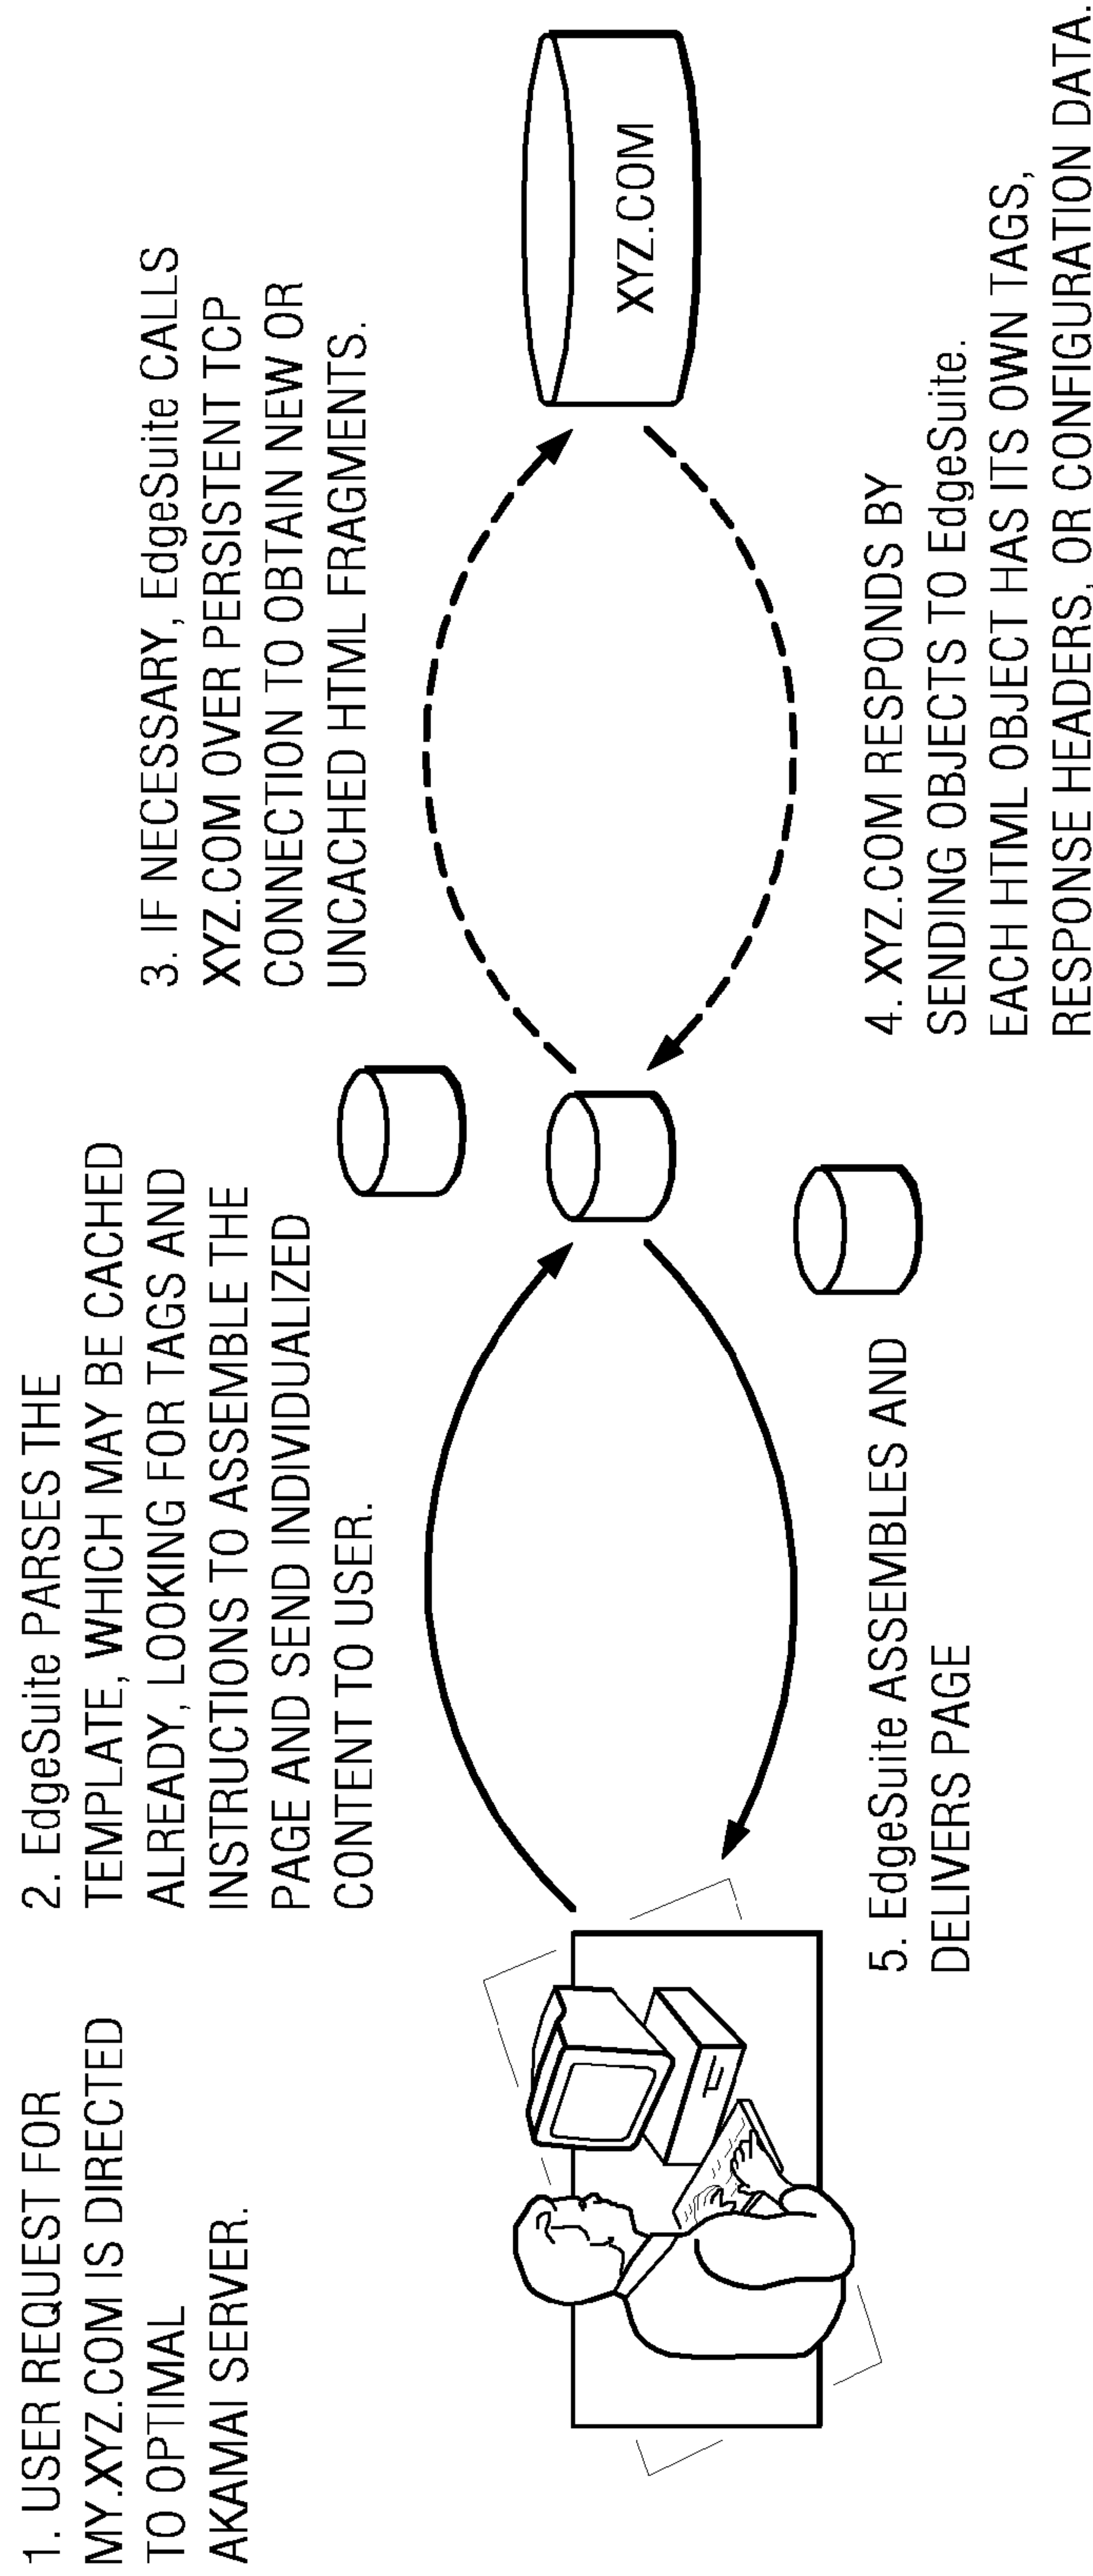 1. USER REQUEST FOR
MY.XYZ.COM IS DIRECTED
TO OPTIMAL
AKAMAI SERVER.
2. EdgeSuite PARSES THE
TEMPLATE, WHICH MAY BE CACHED
ALREADY, LOOKING FOR TAGS AND
INSTRUCTIONS TO ASSEMBLE THE
PAGE AND SEND INDIVIDUALIZED
CONTENT TO USER.
3. IF NECESSARY, EdgeSuite CALLS
XYZ.COM OVER PERSISTENT TCP
CONNECTION TO OBTAIN NEW OR
UNCACHED HTML FRAGMENTS.
XYZ.COM
4. XYZ.COM RESPONDS BY
SENDING OBJECTS TO EdgeSuite.
EACH HTML OBJECT HAS ITS OWN TAGS,
RESPONSE HEADERS, OR CONFIGURATION DATA.
5. EdgeSuite ASSEMBLES AND
DELIVERS PAGE